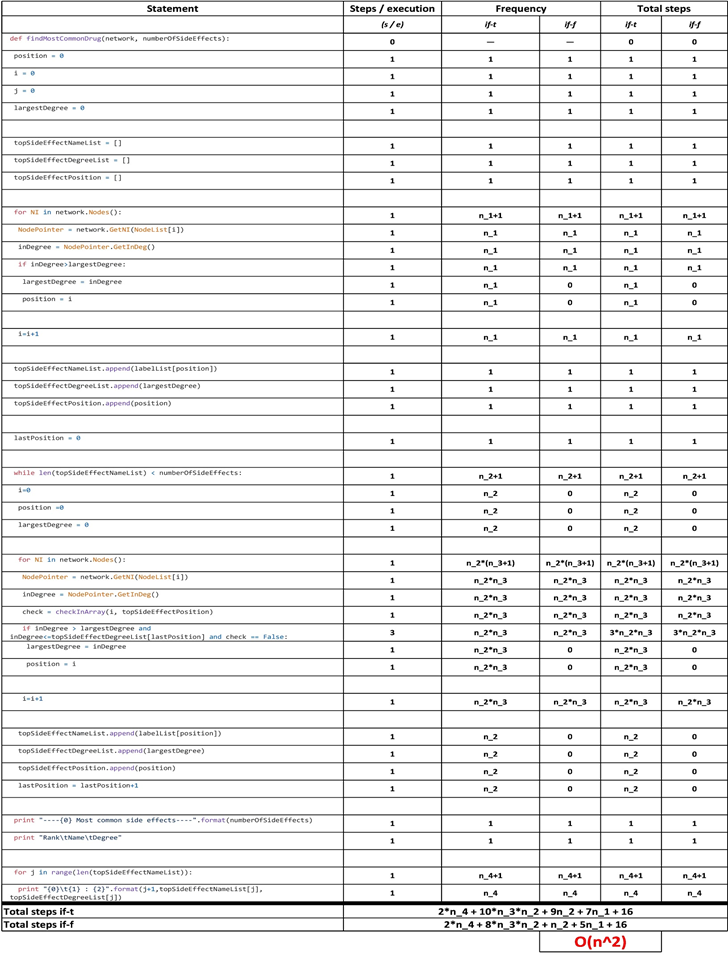 Statement Steps / execution Frequency Total steps
(s / e) if-t if-f if-t if-f
def findMostCommonDrug(network, numberOfSideEffects): 0 — — 0 0
position = 0 1 1 1 1 1
i = 0 1 1 1 1 1
j = 0 1 1 1 1 1
largestDegree = 0 1 1 1 1 1
topSideEffectNameList = [] 1 1 1 1 1
topSideEffectDegreeList = [] 1 1 1 1 1
topSideEffectPosition = [] 1 1 1 1 1
for NI in network.Nodes(): 1 n_1+1 n_1+1 n_1+1 n_1+1
NodePointer = network.GetNI(NodeList[i]) 1 n_1 n_1 n_1 n_1
inDegree = NodePointer.GetInDeg() 1 n_1 n_1 n_1 n_1
if inDegree>largestDegree: 1 n_1 n_1 n_1 n_1
largestDegree = inDegree 1 n_1 0 n_1 0
position = i 1 n_1 0 n_1 0
i=i+1 1 n_1 n_1 n_1 n_1
topSideEffectNameList.append(labelList[position]) 1 1 1 1 1
topSideEffectDegreeList.append(largestDegree) 1 1 1 1 1
topSideEffectPosition.append(position) 1 1 1 1 1
lastPosition = 0 1 1 1 1 1
while len(topSideEffectNameList) < numberOfSideEffects: 1 n_2+1 n_2+1 n_2+1 n_2+1
i=0 1 n_2 0 n_2 0
position =0 1 n_2 0 n_2 0
largestDegree = 0 1 n_2 0 n_2 0
for NI in network.Nodes(): 1 n_2*(n_3+1) n_2*(n_3+1) n_2*(n_3+1) n_2*(n_3+1)
NodePointer = network.GetNI(NodeList[i]) 1 n_2*n_3 n_2*n_3 n_2*n_3 n_2*n_3
inDegree = NodePointer.GetInDeg() 1 n_2*n_3 n_2*n_3 n_2*n_3 n_2*n_3
check = checkInArray(i, topSideEffectPosition) 1 n_2*n_3 n_2*n_3 n_2*n_3 n_2*n_3
if inDegree > largestDegree and
inDegree<=topSideEffectDegreeList[lastPosition] and check == False: 3 n_2*n_3 n_2*n_3 3*n_2*n_3 3*n_2*n_3
largestDegree = inDegree 1 n_2*n_3 0 n_2*n_3 0
position = i 1 n_2*n_3 0 n_2*n_3 0
i=i+1 1 n_2*n_3 n_2*n_3 n_2*n_3 n_2*n_3
topSideEffectNameList.append(labelList[position]) 1 n_2 0 n_2 0
topSideEffectDegreeList.append(largestDegree) 1 n_2 0 n_2 0
topSideEffectPosition.append(position) 1 n_2 0 n_2 0
lastPosition = lastPosition+1 1 n_2 0 n_2 0
print "----{0} Most common side effects----".format(numberOfSideEffects) 1 1 1 1 1
print "Rank\tName\tDegree" 1 1 1 1 1
for j in range(len(topSideEffectNameList)): 1 n_4+1 n_4+1 n_4+1 n_4+1
print "{0}\t{1} : {2}".format(j+1,topSideEffectNameList[j],
topSideEffectDegreeList[j]) 1 n_4 n_4 n_4 n_4
Total steps if-t 2*n_4 + 10*n_3*n_2 + 9n_2 + 7n_1 + 16
Total steps if-f 2*n_4 + 8*n_3*n_2 + n_2 + 5n_1 + 16
O(n^2)